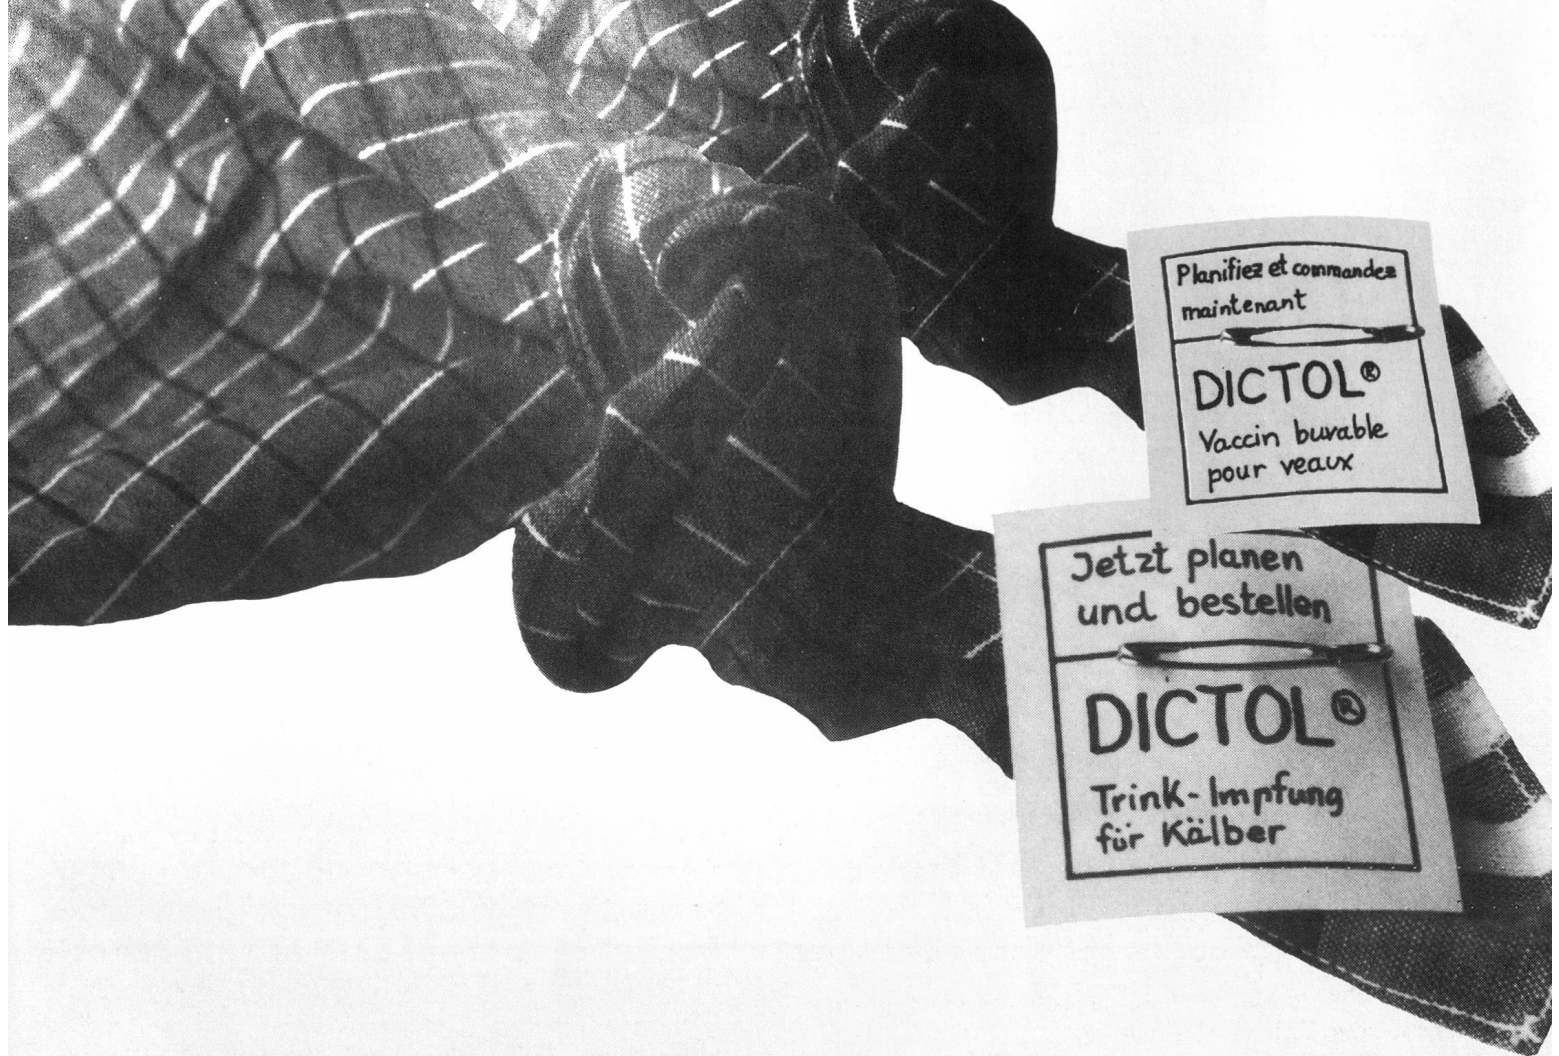 Planifiez et commandez
maintenant
DICTOL®
Vaccin buvable
pour veaux
Jetzt planen
und bestellen
DICTOL®
Trink-Impfung
für Kälber